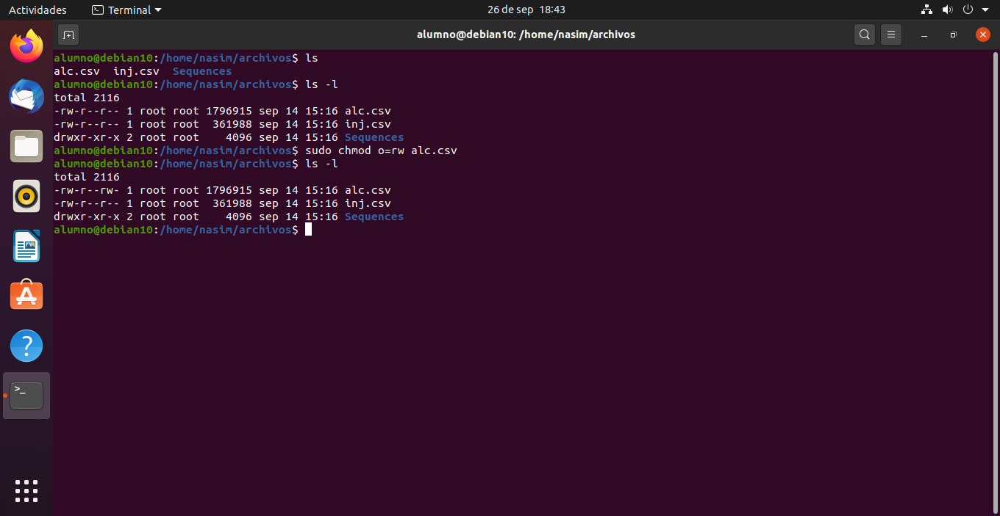 Actividades Terminal 26 de sep 18:43
alumno@debian10: /home/nasim/archivos
alumno@debian10:/home/nasim/archivos$ ls
alc.csv  inj.csv  Sequences
alumno@debian10:/home/nasim/archivos$ ls -l
total 2116
-rw-r--r-- 1 root root 1796915 sep 14 15:16 alc.csv
-rw-r--r-- 1 root root  361988 sep 14 15:16 inj.csv
drwxr-xr-x 2 root root    4096 sep 14 15:16 Sequences
alumno@debian10:/home/nasim/archivos$ sudo chmod o=rw alc.csv
alumno@debian10:/home/nasim/archivos$ ls -l
total 2116
-rw-r--rw- 1 root root 1796915 sep 14 15:16 alc.csv
-rw-r--r-- 1 root root  361988 sep 14 15:16 inj.csv
drwxr-xr-x 2 root root    4096 sep 14 15:16 Sequences
alumno@debian10:/home/nasim/archivos$